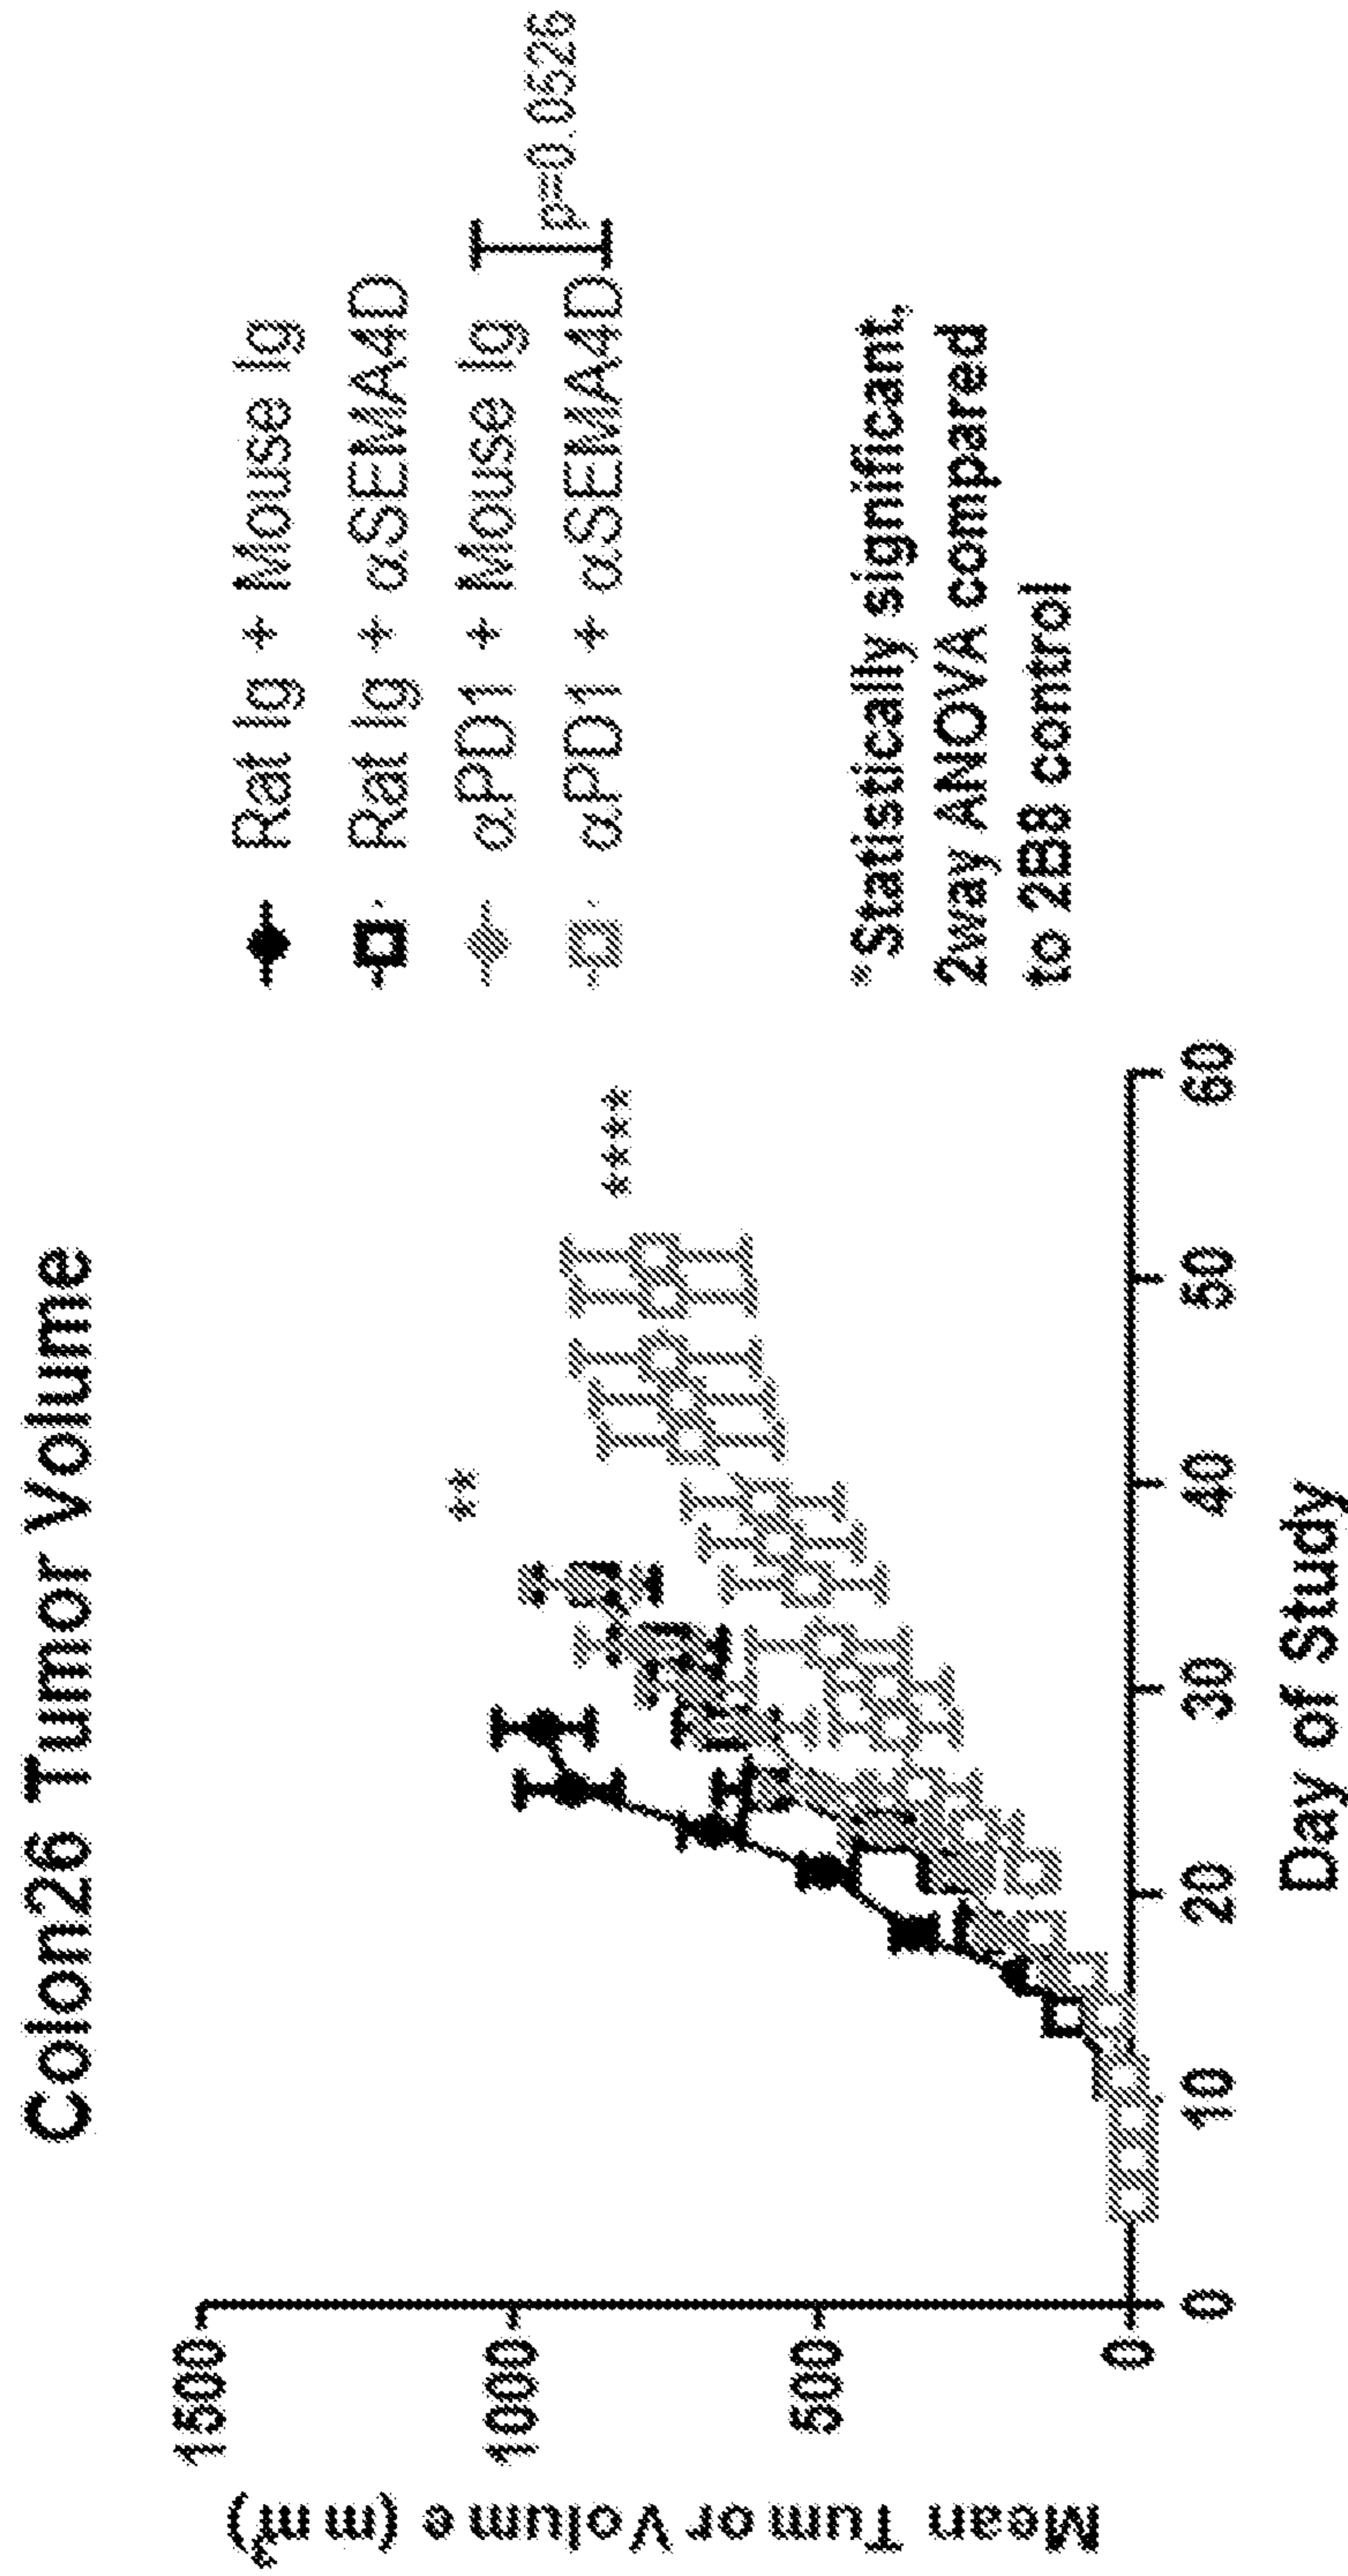 Colon26 Tumor Volume
Mean Tumor Volume (mm³)
1500
1000
500
0
0
10
20
30
40
50
60
Day of Study
**
****
Rat Ig + Mouse Ig
Rat Ig + αSEMA4D
αPD1 + Mouse Ig
αPD1 + αSEMA4D
p=0.0526
*Statistically significant,
2way ANOVA compared
to 2B8 control